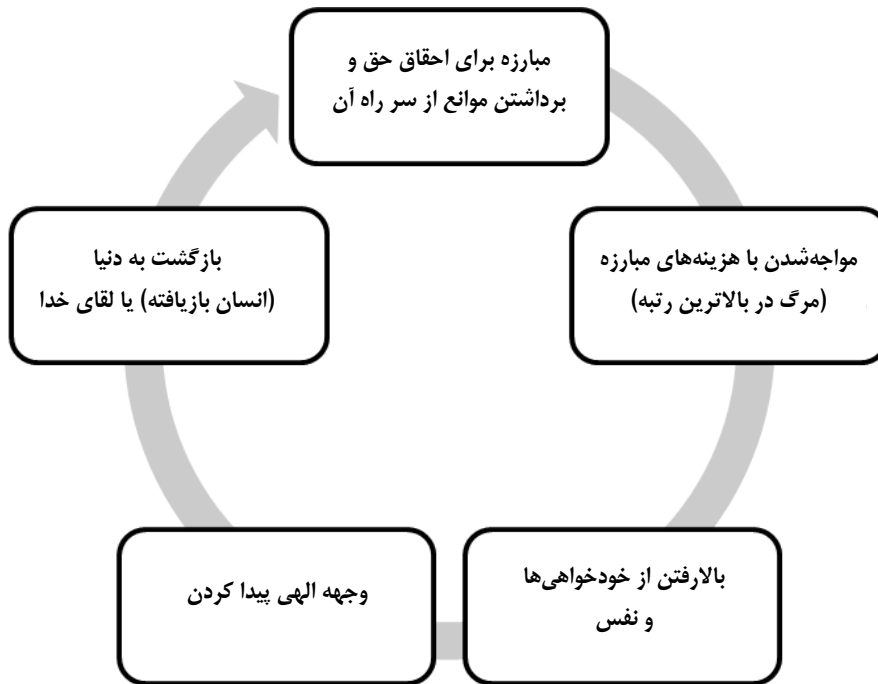 مبارزه برای احقاق حق و
برداشتن موانع از سر راه آن
مواجه‌شدن با هزینه‌های مبارزه
(مرگ در بالاترین رتبه)
بالارفتن از خودخواهی‌ها
و نفس
وجهه الهی پیدا کردن
بازگشت به دنیا
(انسان بازیافته) یا لقای خدا